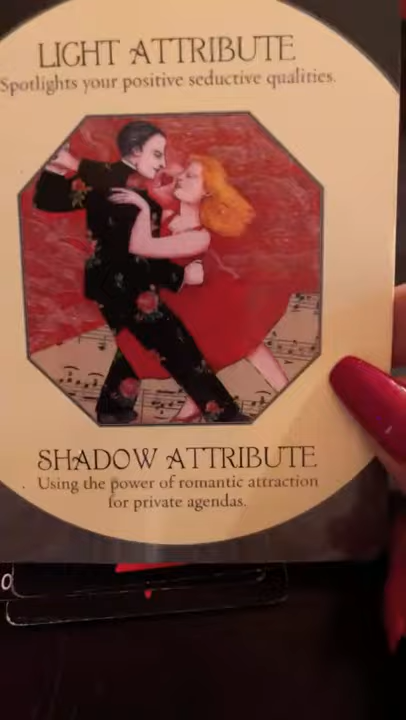 LIGHT ATTRIBUTE
Spotlights your positive seductive qualities.
SHADOW ATTRIBUTE
Using the power of romantic attraction
for private agendas.